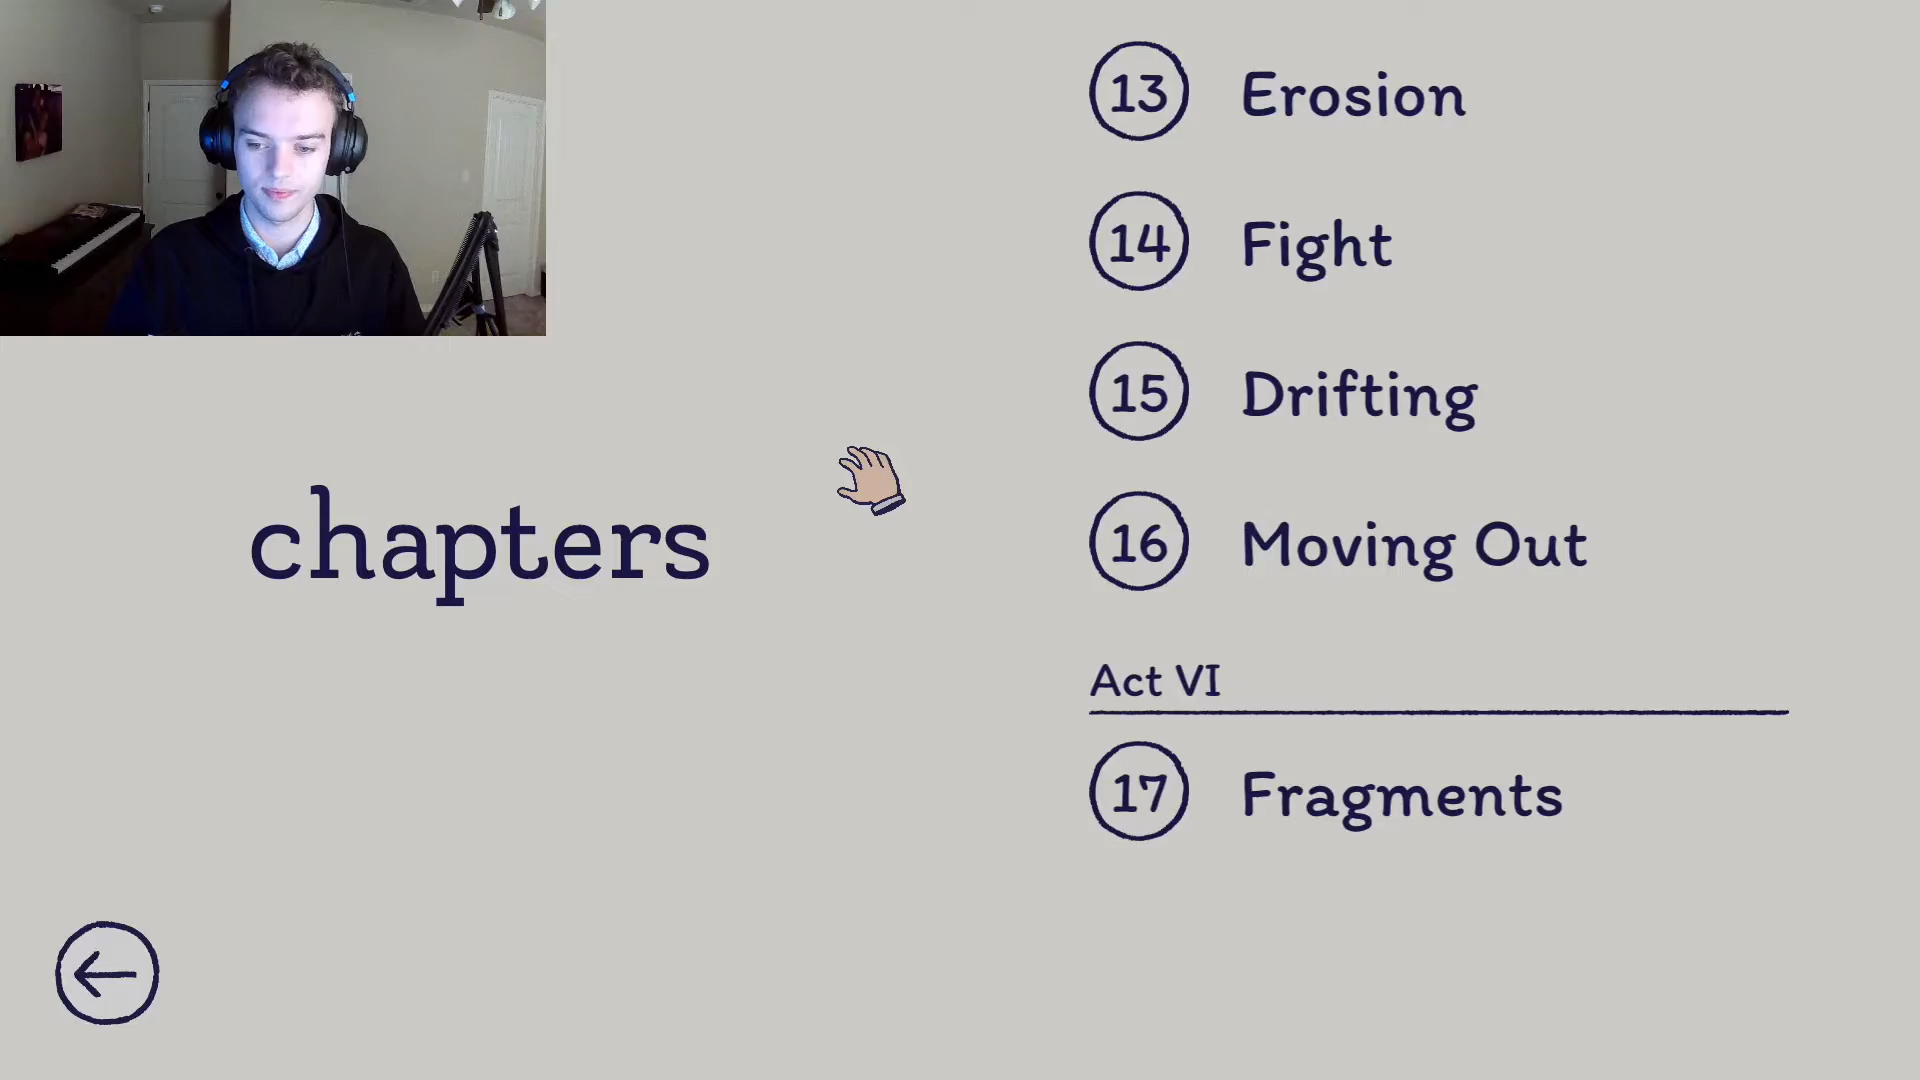 13 Erosion
14 Fight
15 Drifting
16 Moving Out
chapters
Act VI
17 Fragments